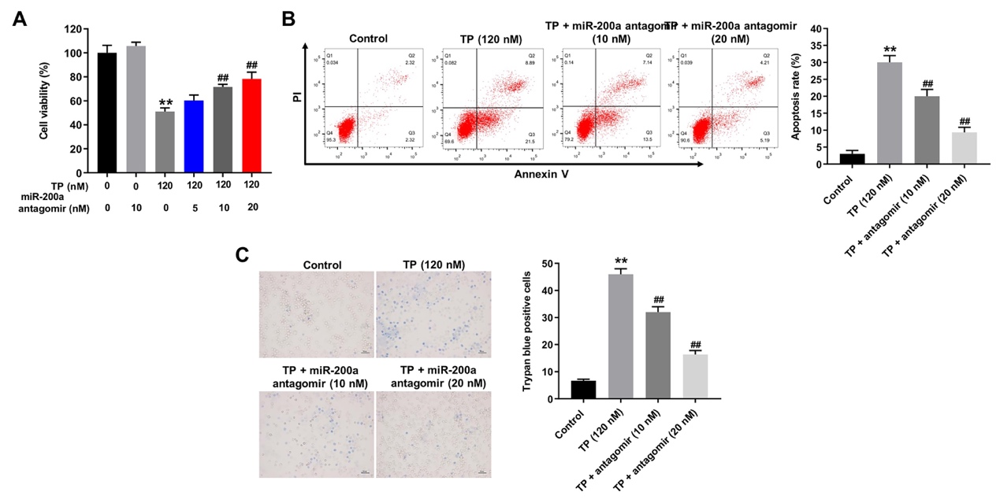 A
Cell viability (%)
120
100
80
60
40
20
0
**
##
##
TP (nM) 0 0 120 120 120 120
miR-200a
antagomir (nM) 0 10 0 5 10 20
B
Control
TP (120 nM)
TP + miR-200a antagomir
(10 nM)
TP + miR-200a antagomir
(20 nM)
PI
Q1
0.034
Q2
2.32
Q4
95.3
Q3
2.32
Q1
0.082
Q2
8.89
Q4
69.6
Q3
21.5
Q1
0.14
Q2
7.14
Q4
79.2
Q3
13.5
Q1
0.039
Q2
4.21
Q4
90.6
Q3
5.19
Annexin V
Apoptosis rate (%)
40
35
30
25
20
15
10
5
0
**
##
##
Control
TP (120 nM)
TP + antagomir (10 nM)
TP + antagomir (20 nM)
C
Control
TP (120 nM)
TP + miR-200a
antagomir (10 nM)
TP + miR-200a
antagomir (20 nM)
Trypan blue positive cells
50
40
30
20
10
0
**
##
##
Control
TP (120 nM)
TP + antagomir (10 nM)
TP + antagomir (20 nM)